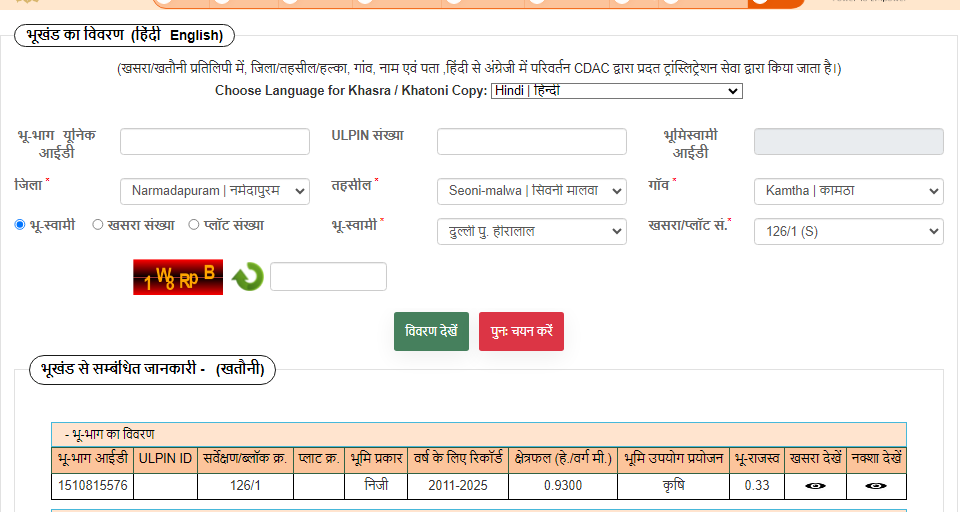 भूखंड का विवरण (हिंदी English)
(खसरा/खतौनी प्रतिलिपी में, जिला/तहसील/हल्का, गांव, नाम एवं पता ,हिंदी से अंग्रेजी में परिवर्तन CDAC द्वारा प्रदत ट्रांस्लिट्रेशन सेवा द्वारा किया जाता है।)
Choose Language for Khasra / Khatoni Copy: Hindi | हिन्दी
भू-भाग यूनिक आईडी ULPIN संख्या भूमिस्वामी आईडी
जिला * Narmadapuram | नर्मदापुरम तहसील * Seoni-malwa | सिवनी मालवा गाँव * Kamtha | कामठा
भू-स्वामी खसरा संख्या प्लॉट संख्या भू-स्वामी * दुल्ली पु. हीरालाल खसरा/प्लॉट सं.* 126/1 (S)
1 W 8 Rp B
विवरण देखें पुनः चयन करें
भूखंड से सम्बंधित जानकारी - (खतौनी)
- भू-भाग का विवरण
भू-भाग आईडी ULPIN ID सर्वेक्षण/ब्लॉक क्र. प्लाट क्र. भूमि प्रकार वर्ष के लिए रिकॉर्ड क्षेत्रफल (हे./वर्ग मी.) भूमि उपयोग प्रयोजन भू-राजस्व खसरा देखें नक्शा देखें
1510815576 126/1 निजी 2011-2025 0.9300 कृषि 0.33